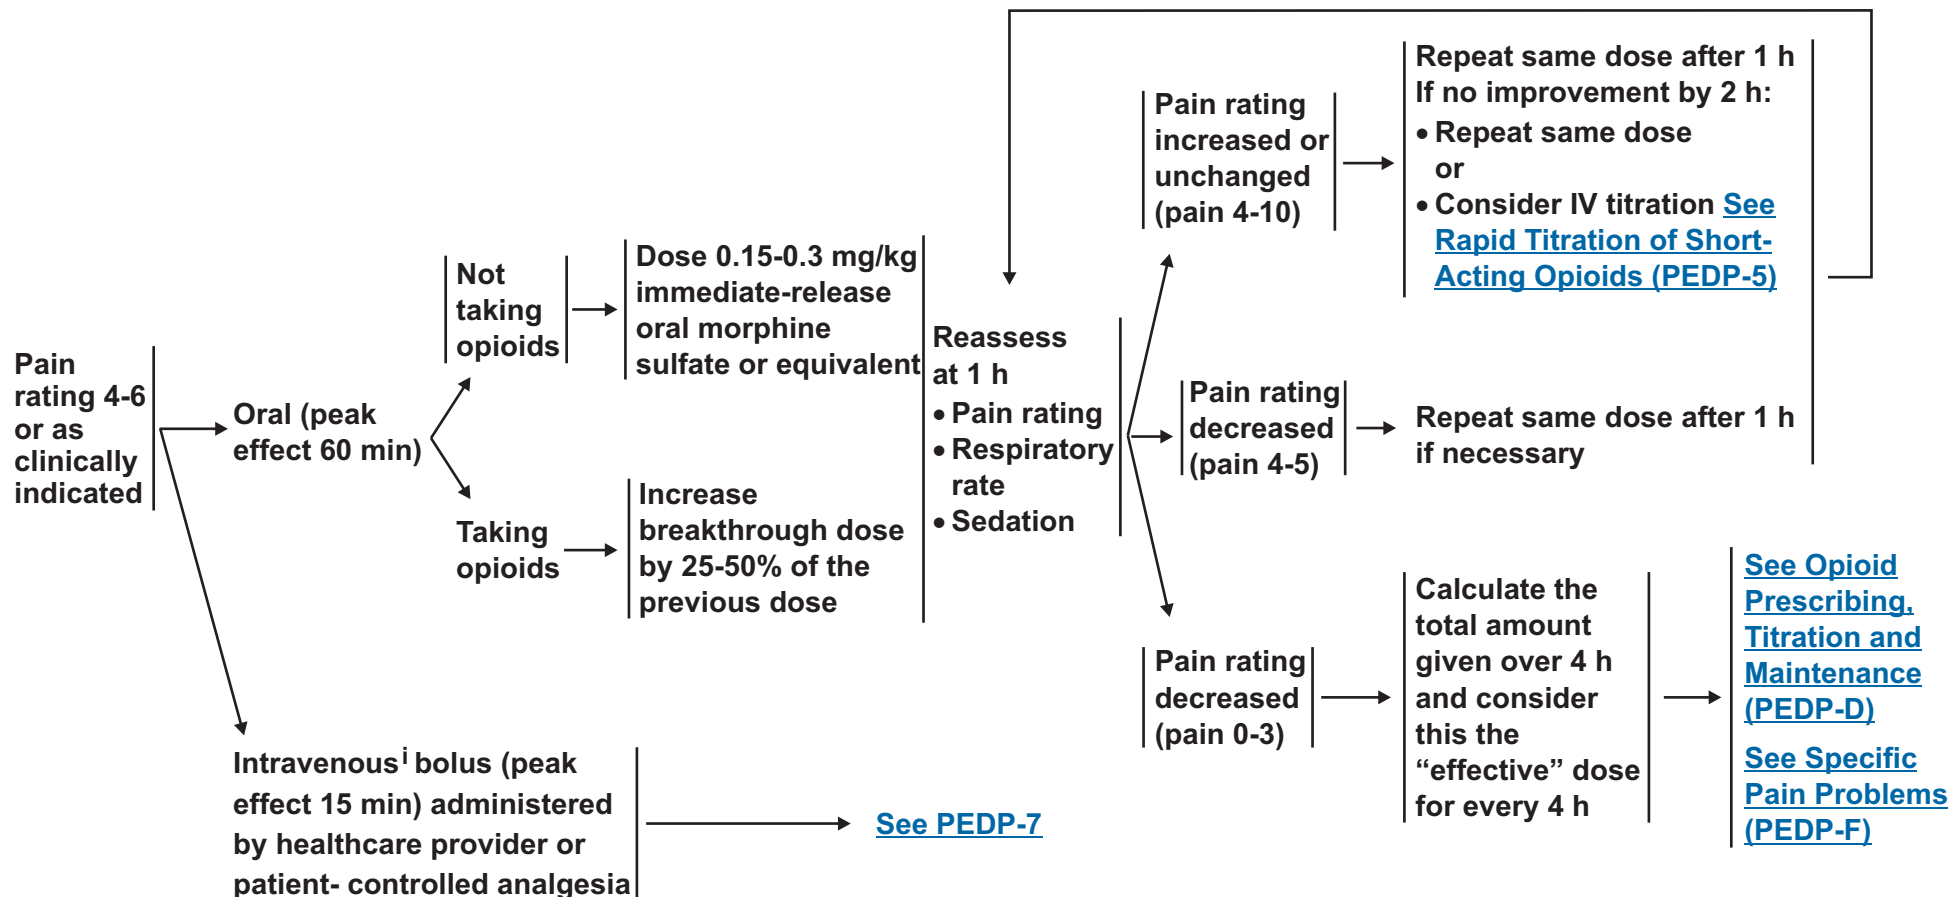 Pain
rating 4-6
or as
clinically
indicated
Oral (peak
effect 60 min)
Not
taking
opioids
Dose 0.15-0.3 mg/kg
immediate-release
oral morphine
sulfate or equivalent
Taking
opioids
Increase
breakthrough dose
by 25-50% of the
previous dose
Reassess
at 1 h
• Pain rating
• Respiratory
rate
• Sedation
Pain rating
increased or
unchanged
(pain 4-10)
Repeat same dose after 1 h
If no improvement by 2 h:
• Repeat same dose
or
• Consider IV titration See
Rapid Titration of Short-
Acting Opioids (PEDP-5)
Pain rating
decreased
(pain 4-5)
Repeat same dose after 1 h
if necessary
Pain rating
decreased
(pain 0-3)
Calculate the
total amount
given over 4 h
and consider
this the
“effective” dose
for every 4 h
See Opioid
Prescribing,
Titration and
Maintenance
(PEDP-D)
See Specific
Pain Problems
(PEDP-F)
Intravenous i bolus (peak
effect 15 min) administered
by healthcare provider or
patient- controlled analgesia
See PEDP-7